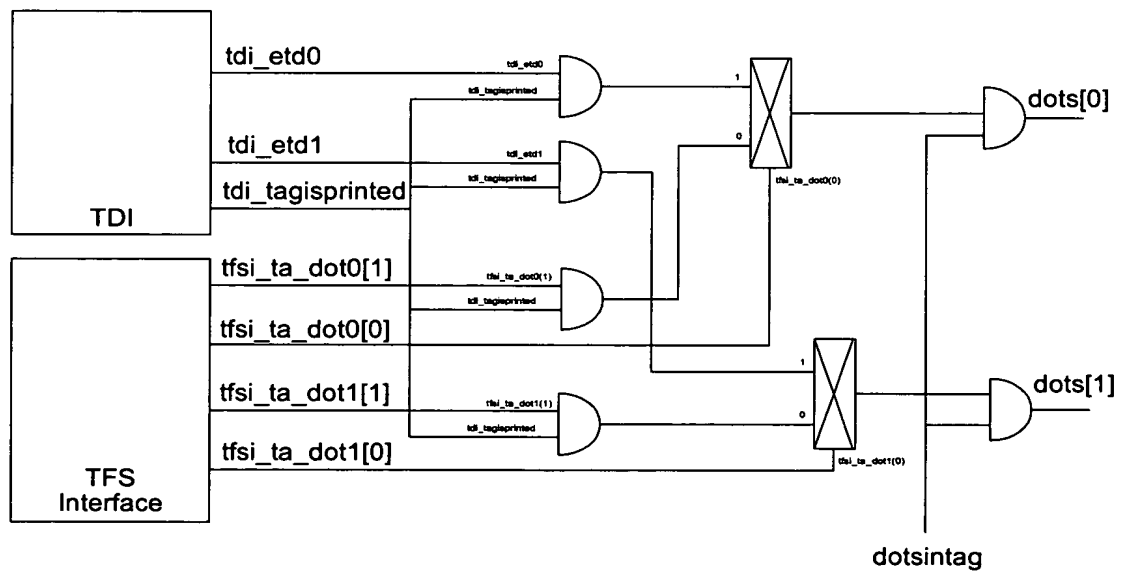 tdi_etd0
tdi_etd0
tdi_tagisprinted
1
dots[0]
tdi_etd1
tdi_etd1
0
tdi_tagisprinted
tfsi_ta_dot0(0)
tdi_tagisprinted
TDI
tfsi_ta_dot0[1]
tfsi_ta_dot0(1)
tdi_tagisprinted
tfsi_ta_dot0[0]
1
dots[1]
tfsi_ta_dot1[1]
tfsi_ta_dot1(1)
0
tdi_tagisprinted
tfsi_ta_dot1[0]
tfsi_ta_dot1(0)
TFS
Interface
dotsintag